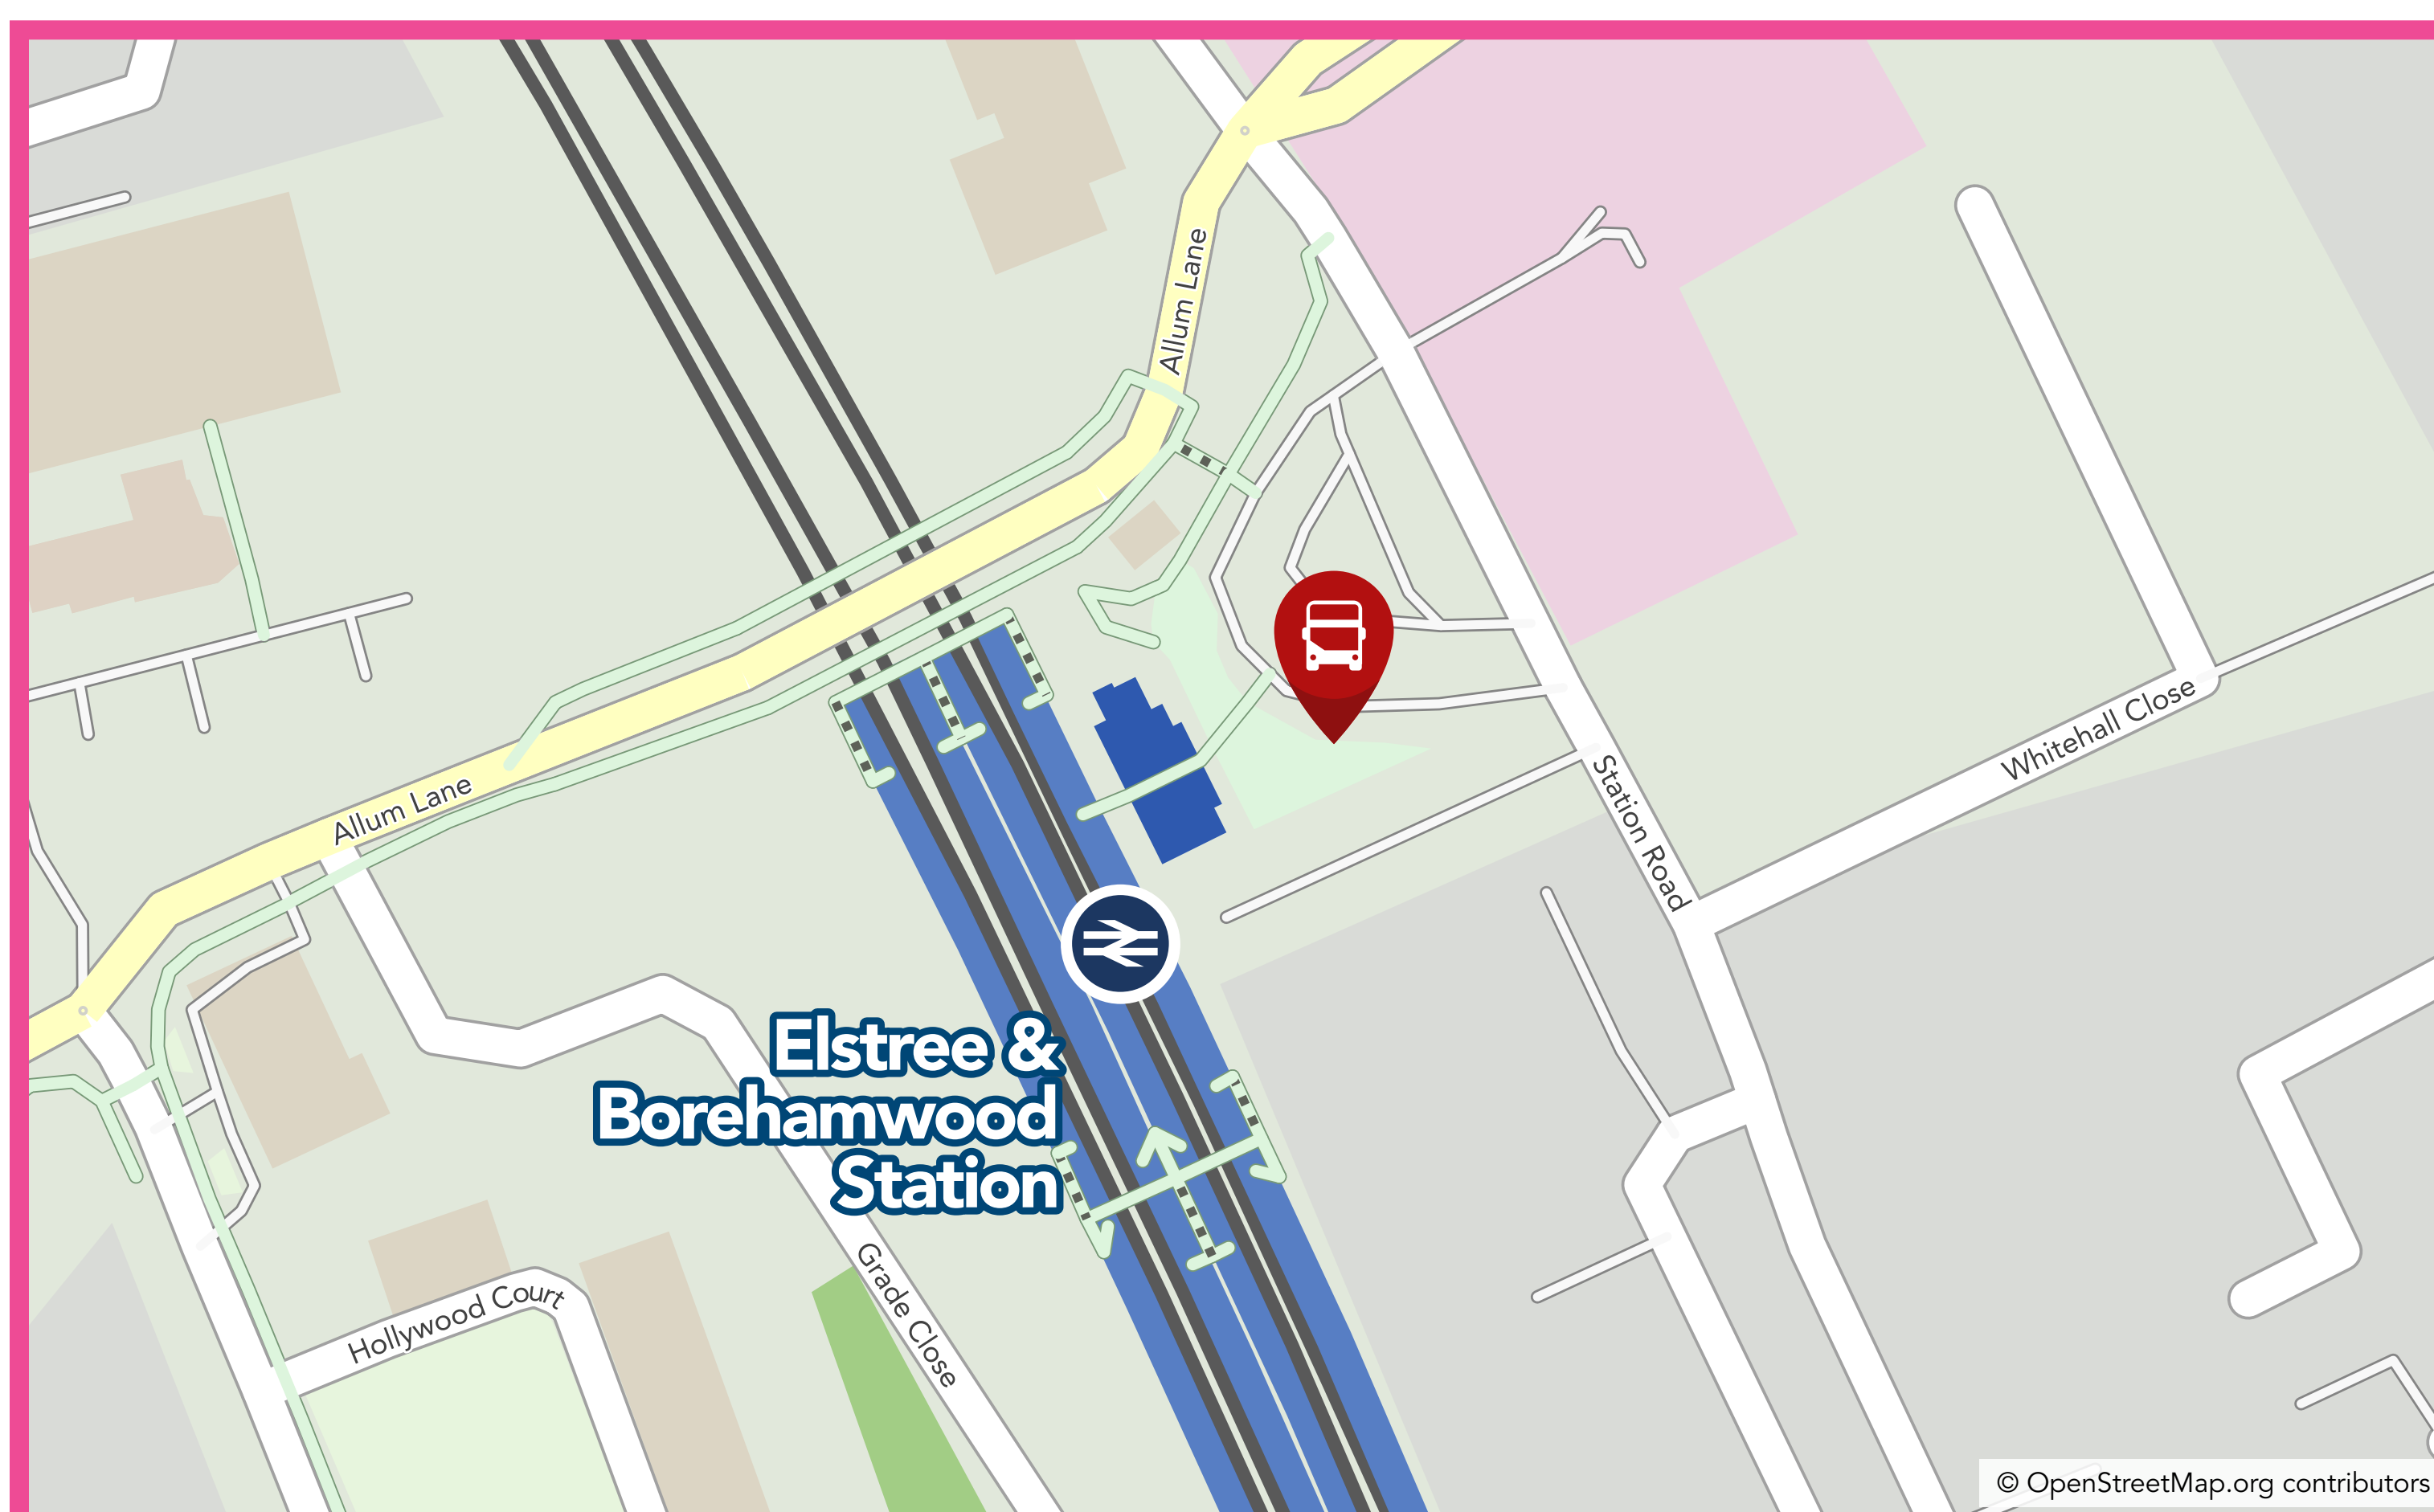 Allum Lane
Allum Lane
Station Road
Whitehall Close
Elstree &
Borehamwood
Station
Grade Close
Hollywood Court
© OpenStreetMap.org contributors